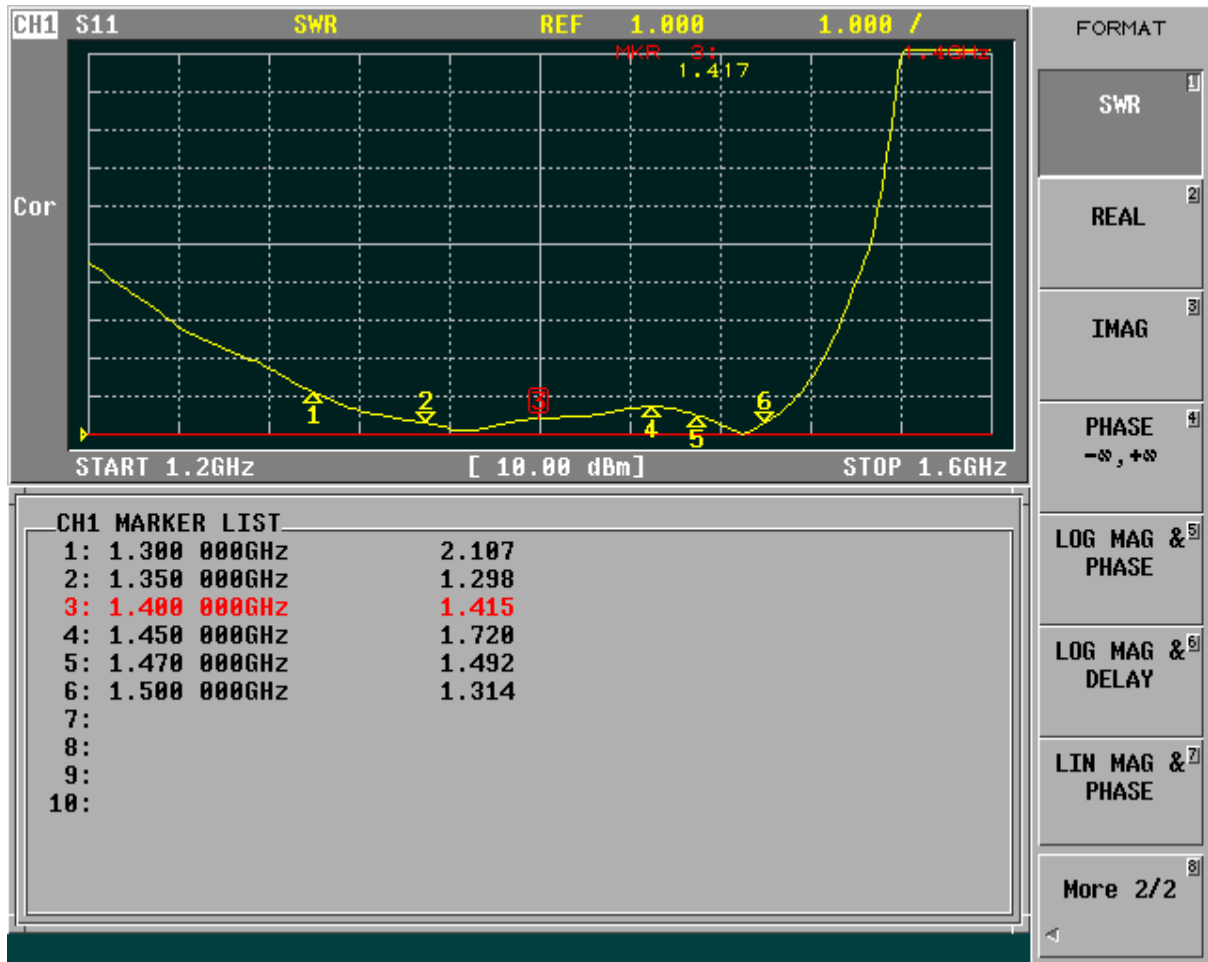 CH1 S11 SWR REF 1.000 1.000 /
MKR 3: 1.4GHz
1.417
Cor
1
2
3
4
5
6
START 1.2GHz [ 10.00 dBm] STOP 1.6GHz
CH1 MARKER LIST
1: 1.300 000GHz 2.107
2: 1.350 000GHz 1.298
3: 1.400 000GHz 1.415
4: 1.450 000GHz 1.720
5: 1.470 000GHz 1.492
6: 1.500 000GHz 1.314
7:
8:
9:
10:
FORMAT
1
SWR
2
REAL
3
IMAG
4
PHASE
-∞,+∞
5
LOG MAG &
PHASE
6
LOG MAG &
DELAY
7
LIN MAG &
PHASE
8
More 2/2